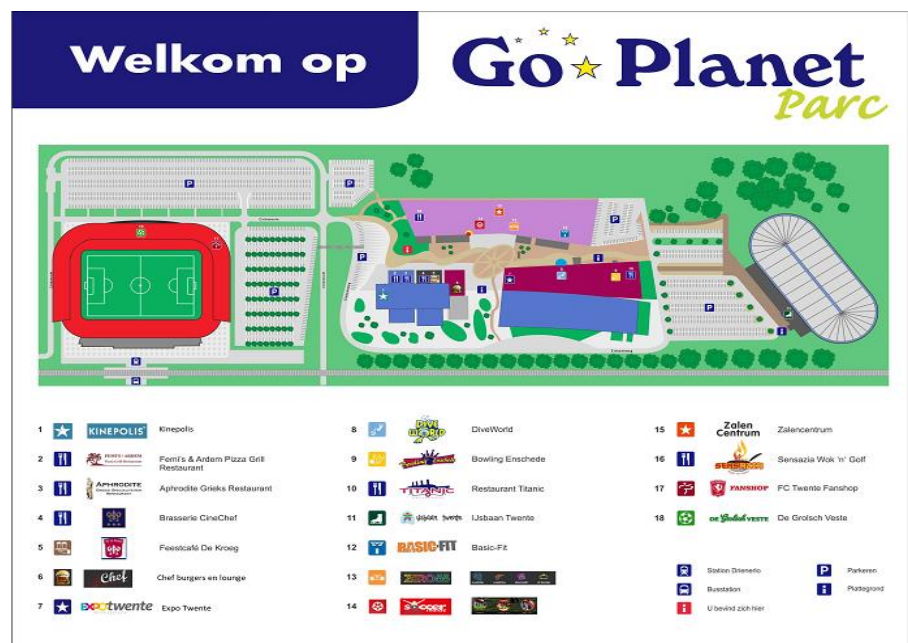 Welkom op
Go Planet
Parc
P
P
P
P
P
P
1 KINEPOLIS Kinepolis
2 Femi's & Ardem Pizza Grill
Restaurant
3 APHRODITE Aphrodite Grieks Restaurant
4 Brasserie CineChef
5 Feestcafé De Kroeg
6 Chef Chef burgers en lounge
7 EXPOtwente Expo Twente
8 DIVE WORLD DiveWorld
9 Bowling Enschede
10 TITANIC Restaurant Titanic
11 IJsbaan Twente IJsbaan Twente
12 BASIC-FIT Basic-Fit
13
14 SOCCER
15 Zalen Centrum Zalencentrum
16 Sensazia Wok 'n' Golf
17 FANSHOP FC Twente Fanshop
18 DE Grolsch VESTE De Grolsch Veste
Station Drienerlo
Busstation
U bevind zich hier
P Parkeren
Plattegrond